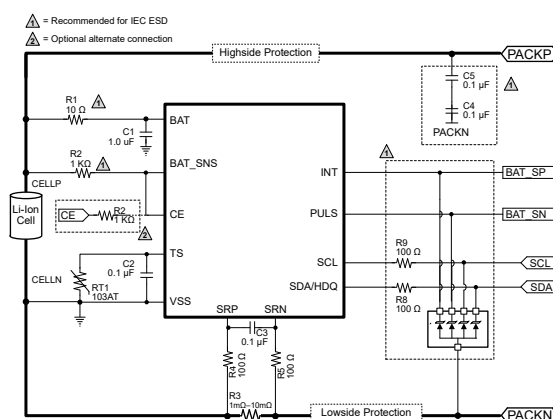 1 = Recommended for IEC ESD
2 = Optional alternate connection
Highside Protection
PACKP
C5
0.1 µF
1
C4
0.1 µF
PACKN
R1
10 Ω
1
BAT
C1
1.0 uF
R2
1 KΩ
1
BAT_SNS
CELLP
Li-Ion
Cell
CE
R2
1 KΩ
CE
2
INT
BAT_SP
PULS
BAT_SN
1
TS
C2
0.1 µF
CELLN
RT1
103AT
VSS
SCL
R9
100 Ω
SCL
SDA/HDQ
R8
100 Ω
SDA
SRP
SRN
C3
0.1 µF
R4
100 Ω
R5
100 Ω
R3
1mΩ–10mΩ
Lowside Protection
PACKN